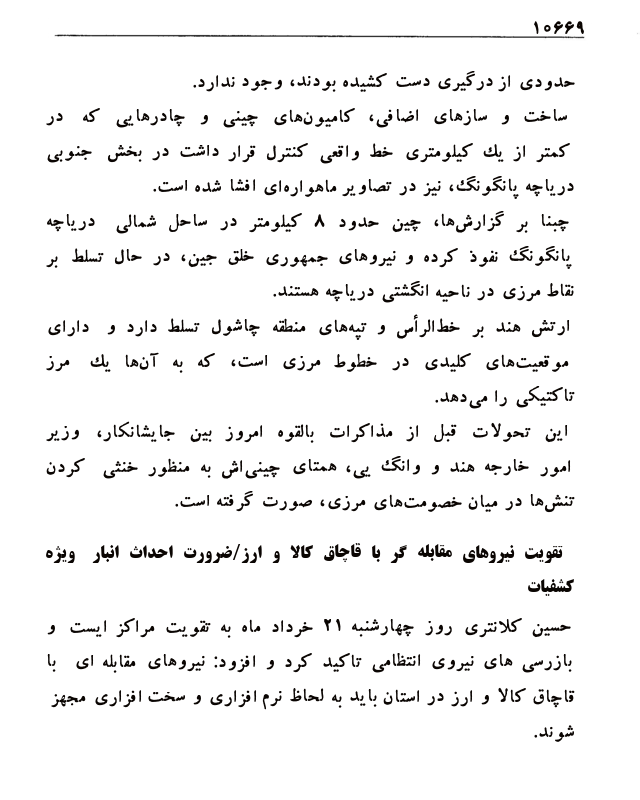 ۱۰۶۶۹
حدودی از درگیری دست کشیده بودند، وجود ندارد.
ساخت و سازهای اضافی، کامیون‌های چینی و چادرهایی که در
کمتر از یك کیلومتری خط واقعی کنترل قرار داشت در بخش جنوبی
دریاچه پانگونگ، نیز در تصاویر ماهواره‌ای افشا شده است.
چبنا بر گزارش‌ها، چین حدود ۸ کیلومتر در ساحل شمالی دریاچه
پانگونگ نفوذ کرده و نیروهای جمهوری خلق جین، در حال تسلط بر
نقاط مرزی در ناحیه انگشتی دریاچه هستند.
ارتش هند بر خط‌الرأس و تپه‌های منطقه چاشول تسلط دارد و دارای
موقعیت‌های کلیدی در خطوط مرزی است، که به آن‌ها یك مرز
تاکتیکی را می‌دهد.
این تحولات قبل از مذاکرات بالقوه امروز بین جایشانکار، وزیر
امور خارجه هند و وانگ یی، همتای چینی‌اش به منظور خنثی کردن
تنش‌ها در میان خصومت‌های مرزی، صورت گرفته است.
تقویت نیروهای مقابله گر با قاچاق کالا و ارز/ضرورت احداث انبار ویژه
کشفیات
حسین کلانتری روز چهارشنبه ۲۱ خرداد ماه به تقویت مراکز ایست و
بازرسی های نیروی انتظامی تاکید کرد و افزود: نیروهای مقابله ای با
قاچاق کالا و ارز در استان باید به لحاظ نرم افزاری و سخت افزاری مجهز
شوند.